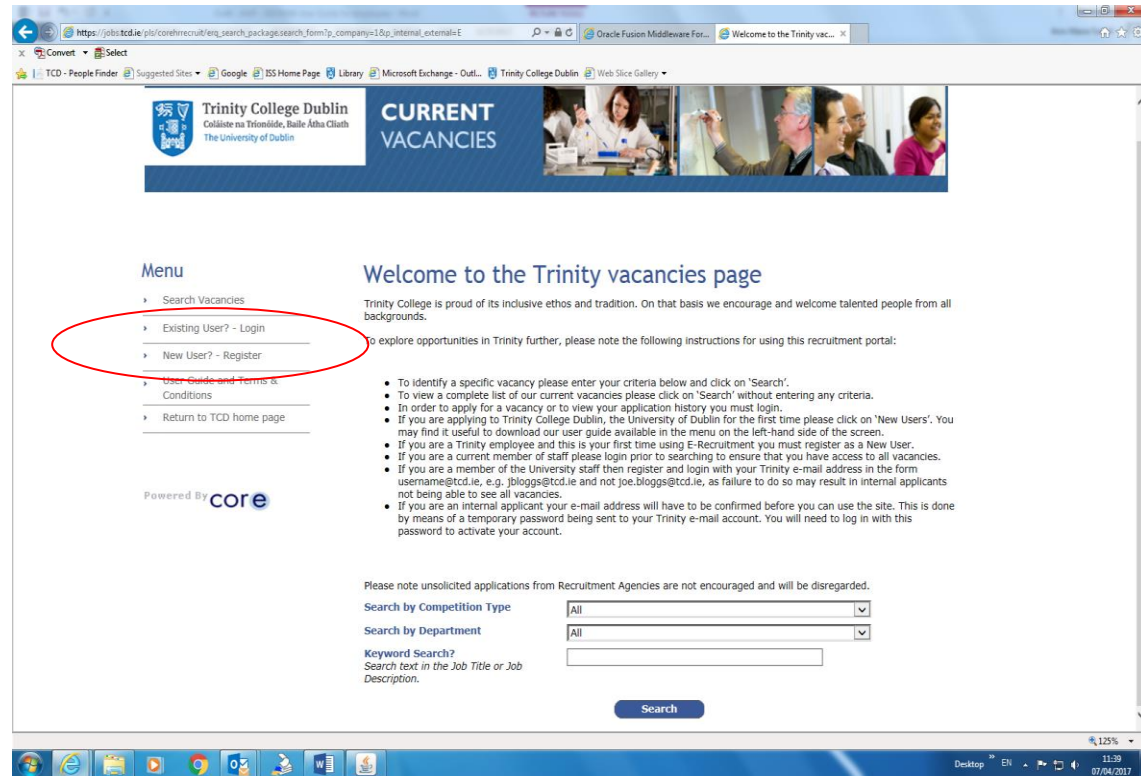 https://jobs.tcd.ie/pls/corehrrecruit/erq_search_package.search_form?p_company=1&p_internal_external=E
Oracle Fusion Middleware For...
Welcome to the Trinity vac...
x Convert Select
TCD - People Finder Suggested Sites Google ISS Home Page Library Microsoft Exchange - Outl... Trinity College Dublin Web Slice Gallery
Trinity College Dublin
Coláiste na Tríonóide, Baile Átha Cliath
The University of Dublin
CURRENT
VACANCIES
Menu
Search Vacancies
Existing User? - Login
New User? - Register
User Guide and Terms &
Conditions
Return to TCD home page
Powered By core
Welcome to the Trinity vacancies page
Trinity College is proud of its inclusive ethos and tradition. On that basis we encourage and welcome talented people from all
backgrounds.
To explore opportunities in Trinity further, please note the following instructions for using this recruitment portal:
• To identify a specific vacancy please enter your criteria below and click on 'Search'.
• To view a complete list of our current vacancies please click on 'Search' without entering any criteria.
• In order to apply for a vacancy or to view your application history you must login.
• If you are applying to Trinity College Dublin, the University of Dublin for the first time please click on 'New Users'. You
may find it useful to download our user guide available in the menu on the left-hand side of the screen.
• If you are a Trinity employee and this is your first time using E-Recruitment you must register as a New User.
• If you are a current member of staff please login prior to searching to ensure that you have access to all vacancies.
• If you are a member of the University staff then register and login with your Trinity e-mail address in the form
username@tcd.ie, e.g. jbloggs@tcd.ie and not joe.bloggs@tcd.ie, as failure to do so may result in internal applicants
not being able to see all vacancies.
• If you are an internal applicant your e-mail address will have to be confirmed before you can use the site. This is done
by means of a temporary password being sent to your Trinity e-mail account. You will need to log in with this
password to activate your account.
Please note unsolicited applications from Recruitment Agencies are not encouraged and will be disregarded.
Search by Competition Type All
Search by Department All
Keyword Search?
Search text in the Job Title or Job
Description.
Search
125%
Desktop EN 11:39
07/04/2017